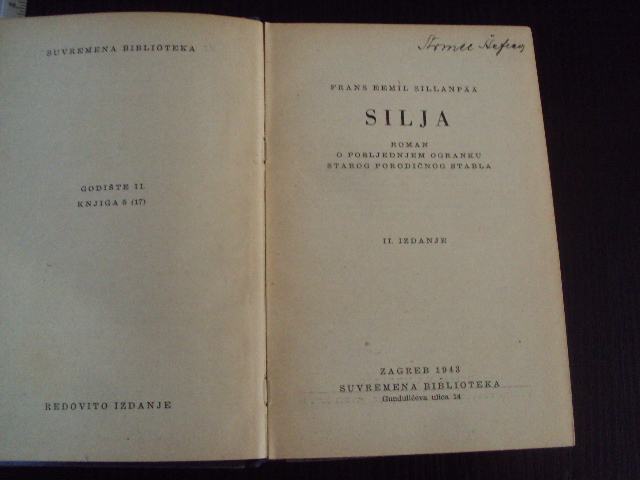 SUVREMENA BIBLIOTEKA
GODIŠTE II.
KNJIGA 5 (17)
REDOVITO IZDANJE
FRANS EEMIL SILLANPÄÄ
SILJA
ROMAN
O POSLJEDNJEM OGRANKU
STAROG PORODIČNOG STABLA
II. IZDANJE
ZAGREB 1943
SUVREMENA BIBLIOTEKA
Gundulićeva ulica 24